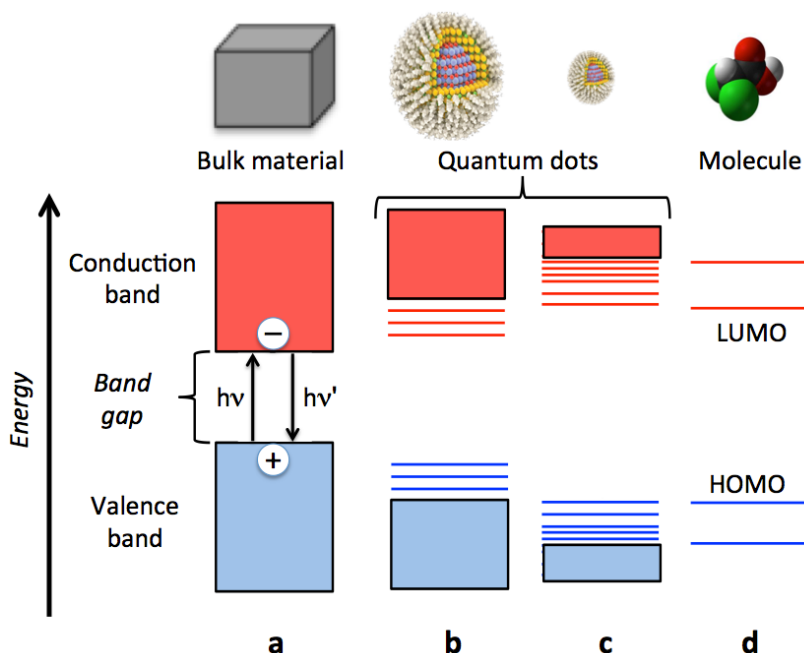 Bulk material
Quantum dots
Molecule
Energy
Conduction
band
−
LUMO
Band
gap
hν
hν'
+
HOMO
Valence
band
a
b
c
d